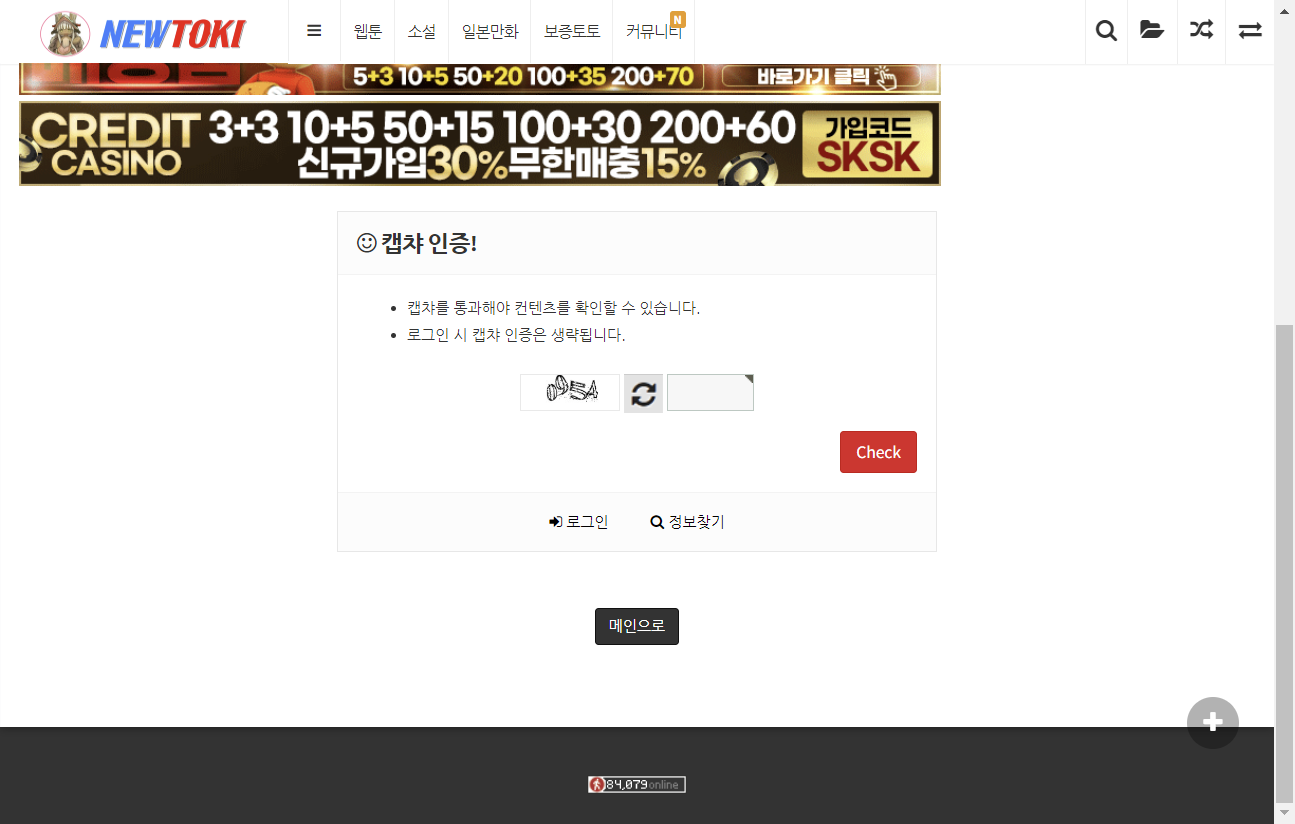 NEWTOKI
웹툰
소설
일본만화
보증토토
커뮤니티
N
5+3 10+5 50+20 100+35 200+70
바로가기 클릭
CREDIT CASINO
3+3 10+5 50+15 100+30 200+60
신규가입30%무한매충15%
가입코드
SKSK
캡챠 인증!
캡챠를 통과해야 컨텐츠를 확인할 수 있습니다.
로그인 시 캡챠 인증은 생략됩니다.
0954
Check
로그인
정보찾기
메인으로
84,079 online